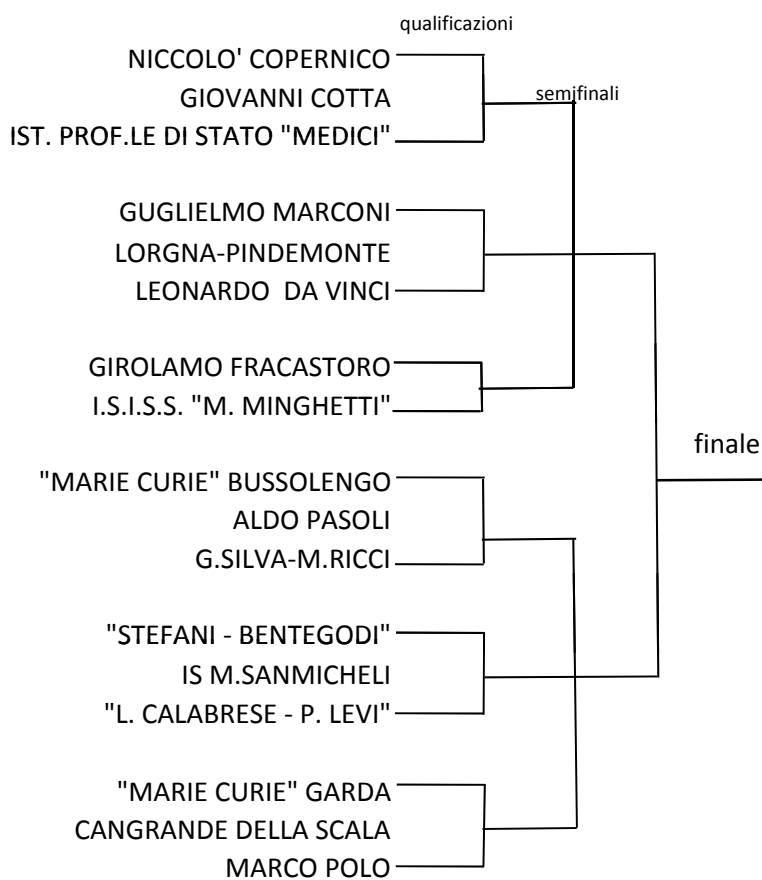 qualificazioni
NICCOLO' COPERNICO
GIOVANNI COTTA
semifinali
IST. PROF.LE DI STATO "MEDICI"
GUGLIELMO MARCONI
LORGNA-PINDEMONTE
LEONARDO  DA VINCI
GIROLAMO FRACASTORO
I.S.I.S.S. "M. MINGHETTI"
finale
"MARIE CURIE" BUSSOLENGO
ALDO PASOLI
G.SILVA-M.RICCI
"STEFANI - BENTEGODI"
IS M.SANMICHELI
"L. CALABRESE - P. LEVI"
"MARIE CURIE" GARDA
CANGRANDE DELLA SCALA
MARCO POLO